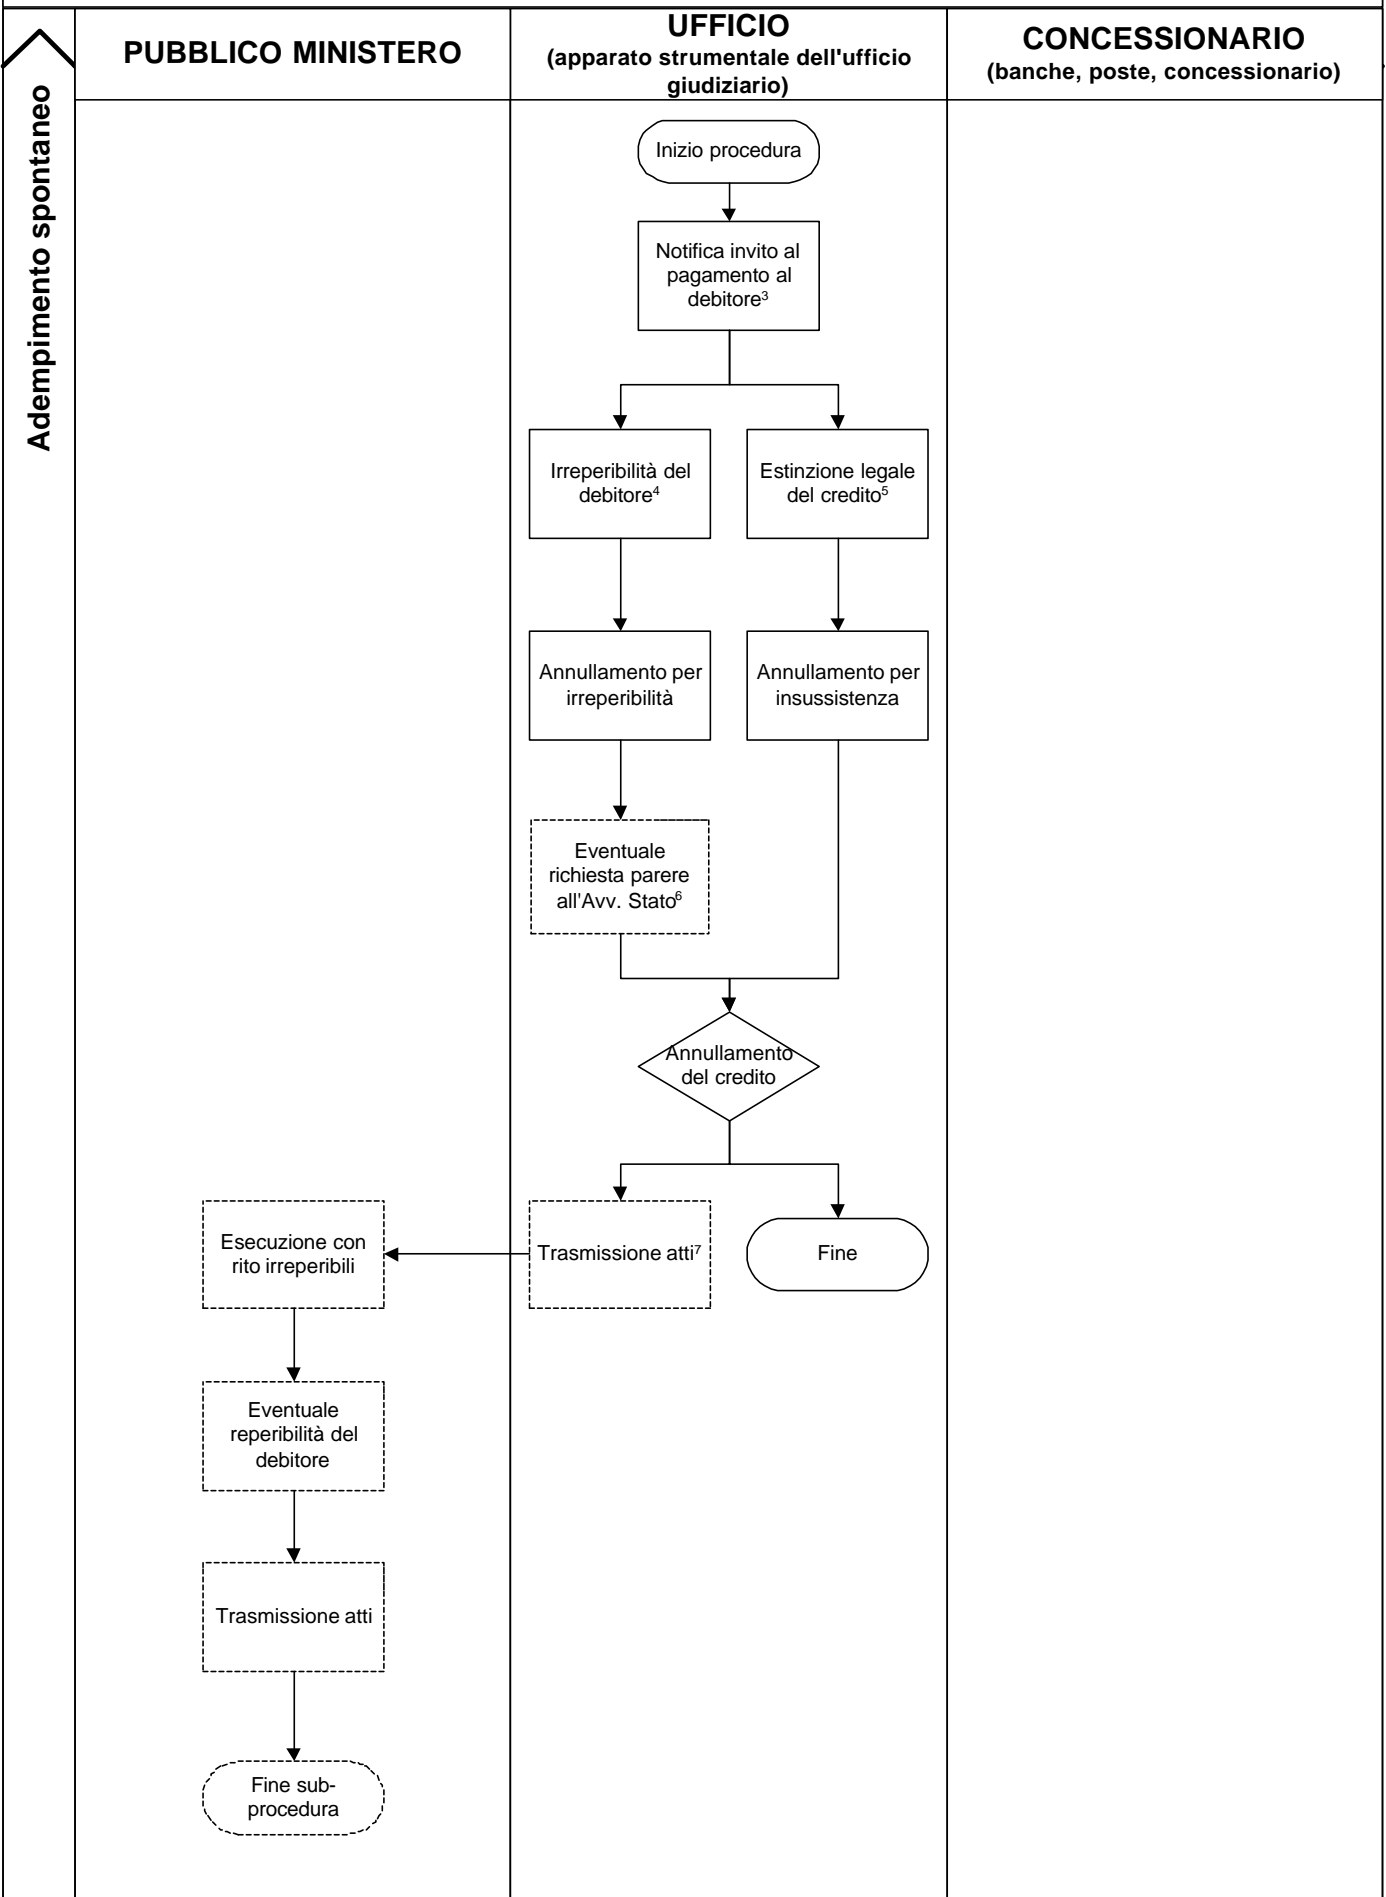 PUBBLICO MINISTERO
UFFICIO
(apparato strumentale dell'ufficio
giudiziario)
CONCESSIONARIO
(banche, poste, concessionario)
Adempimento spontaneo
Inizio procedura
Notifica invito al
pagamento al
debitore³
Irreperibilità del
debitore⁴
Estinzione legale
del credito⁵
Annullamento per
irreperibilità
Annullamento per
insussistenza
Eventuale
richiesta parere
all'Avv. Stato⁶
Annullamento
del credito
Esecuzione con
rito irreperibili
Trasmissione atti⁷
Fine
Eventuale
reperibilità del
debitore
Trasmissione atti
Fine sub-
procedura